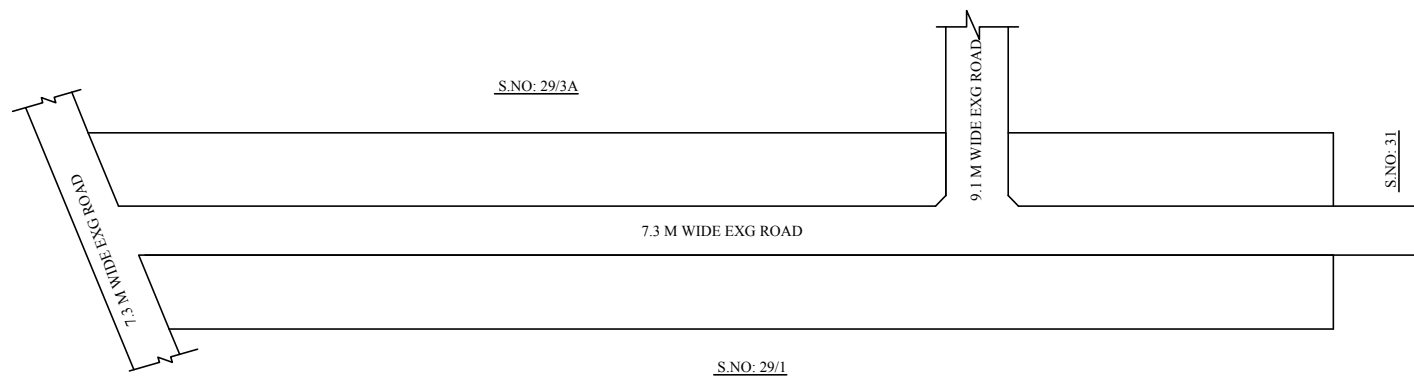 S.NO: 29/3A
9.1 M WIDE EXG ROAD
S.NO: 31
7.3 M WIDE EXG ROAD
7.3 M WIDE EXG ROAD
S.NO: 29/1